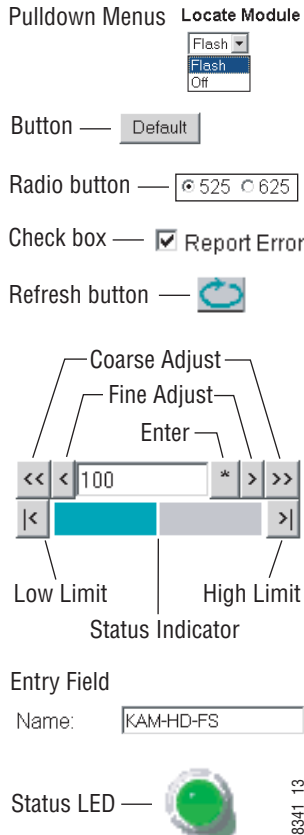 Pulldown Menus Locate Module
Flash
Flash
Off
Button Default
Radio button 525 625
Check box Report Error
Refresh button
Coarse Adjust
Fine Adjust
Enter
<< < 100 * > >>
|< >|
Low Limit High Limit
Status Indicator
Entry Field
Name: KAM-HD-FS
Status LED
8341_13